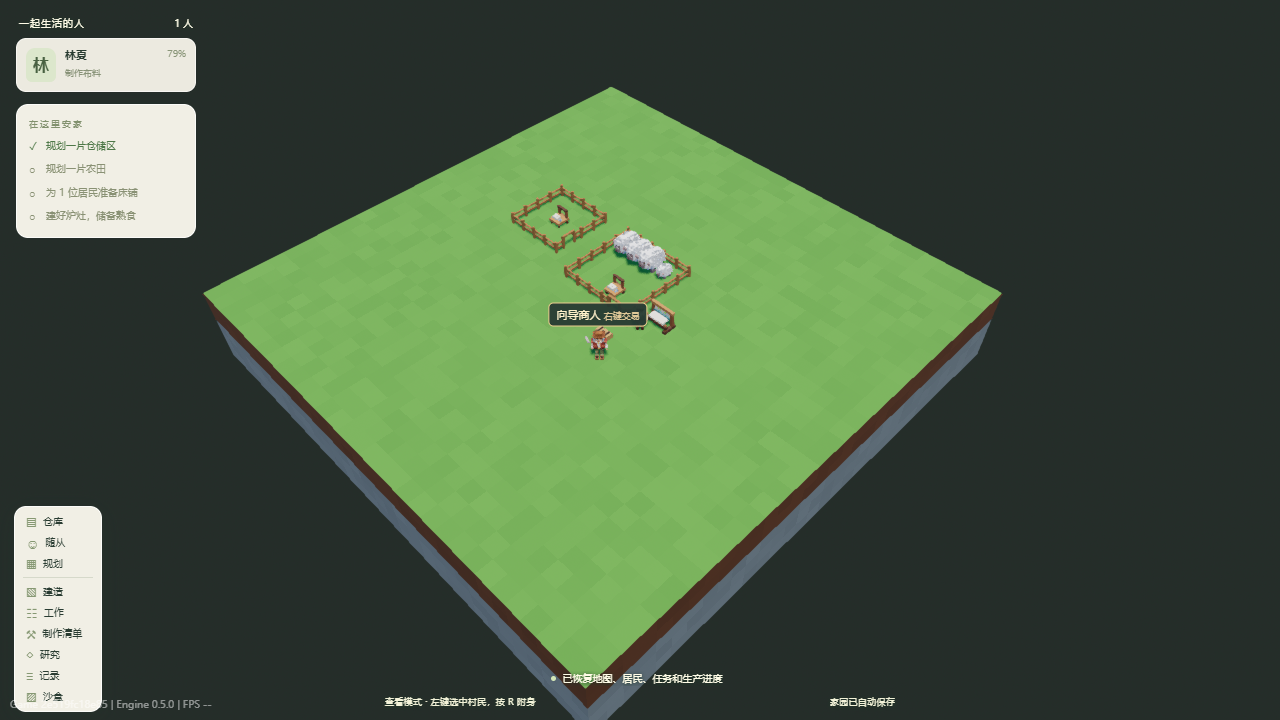 一起生活的人 1 人
林
林夏 79%
制作布料
在这里安家
✓ 规划一片仓储区
○ 规划一片农田
○ 为 1 位居民准备床铺
○ 建好炉灶，储备熟食
向导商人 右键交易
仓库
随从
规划
建造
工作
制作清单
研究
记录
沙盒
已恢复地图、居民、任务和生产进度
5 | Engine 0.5.0 | FPS --
查看模式 · 左键选中村民，按 R 附身
家园已自动保存